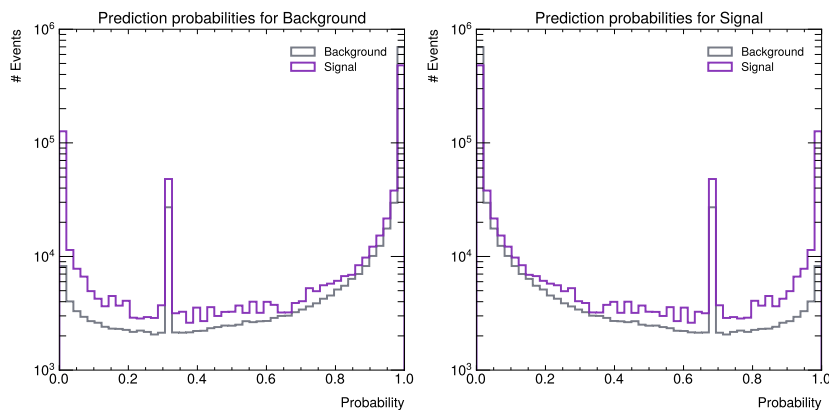 Prediction probabilities for Background
# Events
10^6
10^5
10^4
10^3
Background
Signal
0.0 0.2 0.4 0.6 0.8 1.0
Probability
Prediction probabilities for Signal
# Events
10^6
10^5
10^4
10^3
Background
Signal
0.0 0.2 0.4 0.6 0.8 1.0
Probability